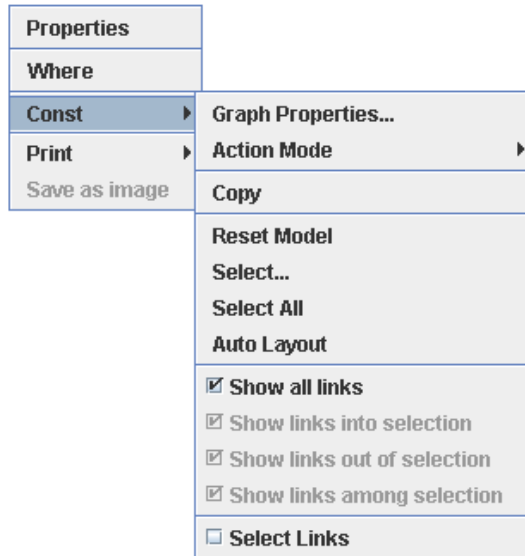 Properties
Where
Const
Print
Save as image
Graph Properties...
Action Mode
Copy
Reset Model
Select...
Select All
Auto Layout
Show all links
Show links into selection
Show links out of selection
Show links among selection
Select Links